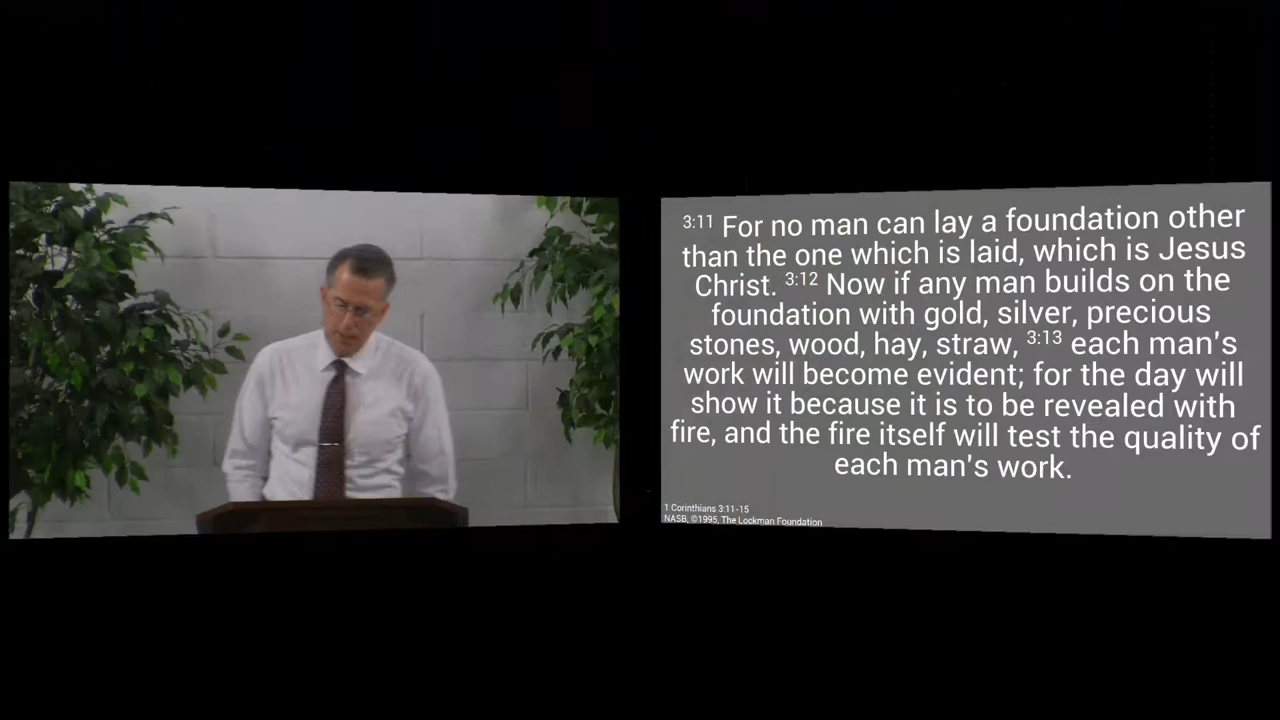 3:11 For no man can lay a foundation other
than the one which is laid, which is Jesus
Christ. 3:12 Now if any man builds on the
foundation with gold, silver, precious
stones, wood, hay, straw, 3:13 each man's
work will become evident; for the day will
show it because it is to be revealed with
fire, and the fire itself will test the quality of
each man's work.
1 Corinthians 3:11-15
NASB, ©1995, The Lockman Foundation